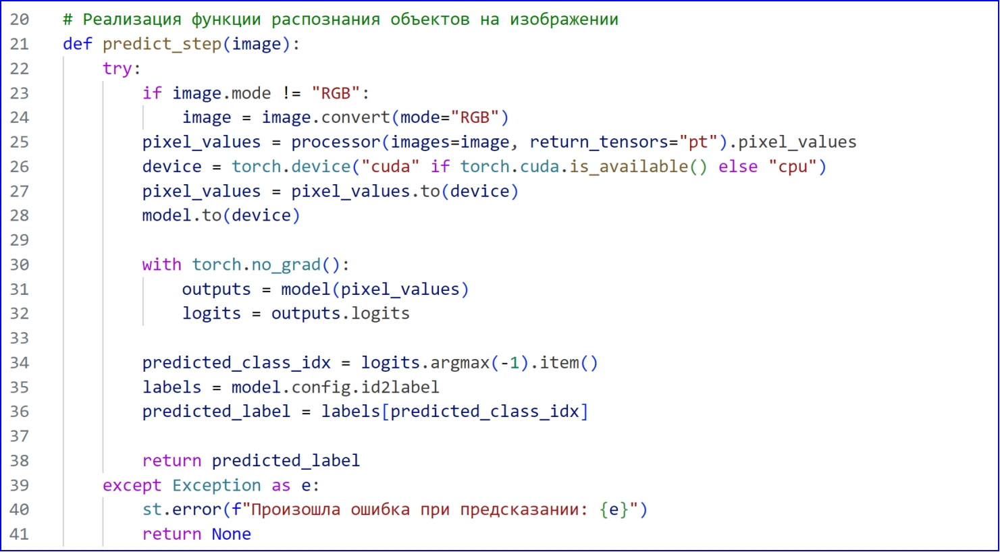 20 # Реализация функции распознания объектов на изображении
21 def predict_step(image):
22     try:
23         if image.mode != "RGB":
24             image = image.convert(mode="RGB")
25         pixel_values = processor(images=image, return_tensors="pt").pixel_values
26         device = torch.device("cuda" if torch.cuda.is_available() else "cpu")
27         pixel_values = pixel_values.to(device)
28         model.to(device)
29
30         with torch.no_grad():
31             outputs = model(pixel_values)
32             logits = outputs.logits
33
34         predicted_class_idx = logits.argmax(-1).item()
35         labels = model.config.id2label
36         predicted_label = labels[predicted_class_idx]
37
38         return predicted_label
39     except Exception as e:
40         st.error(f"Произошла ошибка при предсказании: {e}")
41         return None